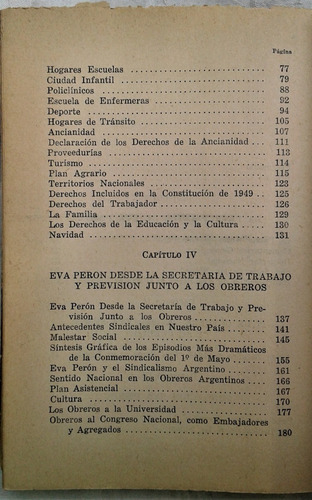 Página
Hogares Escuelas 77
Ciudad Infantil 79
Policlínicos 88
Escuela de Enfermeras 92
Deporte 94
Hogares de Tránsito 105
Ancianidad 107
Declaración de los Derechos de la Ancianidad 111
Proveedurías 113
Turismo 114
Plan Agrario 115
Territorios Nacionales 123
Derechos Incluidos en la Constitución de 1949 125
Derechos del Trabajador 126
La Familia 129
Los Derechos de la Educación y la Cultura 130
Navidad 131
CAPÍTULO IV
EVA PERON DESDE LA SECRETARIA DE TRABAJO
Y PREVISION JUNTO A LOS OBREROS
Eva Perón Desde la Secretaría de Trabajo y Pre-
visión Junto a los Obreros 137
Antecedentes Sindicales en Nuestro País 141
Malestar Social 145
Síntesis Gráfica de los Episodios Más Dramáticos
de la Conmemoración del 1º de Mayo 155
Eva Perón y el Sindicalismo Argentino 161
Sentido Nacional en los Obreros Argentinos 166
Plan Asistencial 167
Cultura 170
Los Obreros a la Universidad 177
Obreros al Congreso Nacional, como Embajadores
y Agregados 180